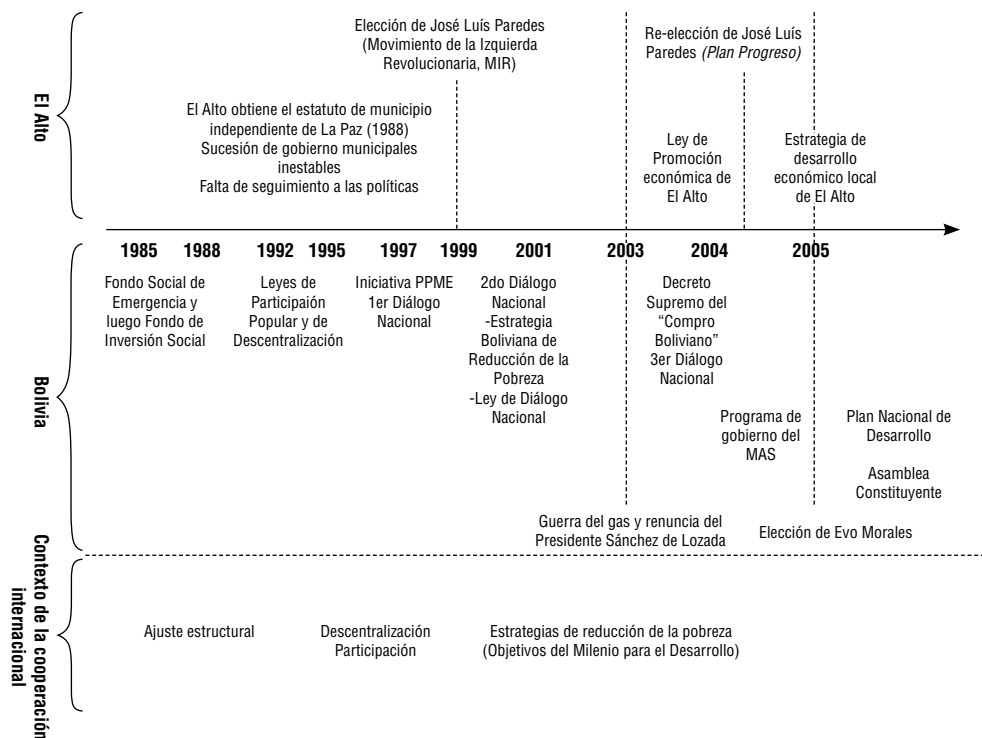 El Alto
Elección de José Luís Paredes
(Movimiento de la Izquierda
Revolucionaria, MIR)
Re-elección de José Luís
Paredes (Plan Progreso)
El Alto obtiene el estatuto de municipio
independiente de La Paz (1988)
Sucesión de gobierno municipales
inestables
Falta de seguimiento a las políticas
Ley de
Promoción
económica de
El Alto
Estrategia de
desarrollo
económico local
de El Alto
1985 1988 1992 1995 1997 1999 2001 2003 2004 2005
Bolivia
Fondo Social de
Emergencia y
luego Fondo de
Inversión Social
Leyes de
Participaión
Popular y de
Descentralización
Iniciativa PPME
1er Diálogo
Nacional
2do Diálogo
Nacional
-Estrategia
Boliviana de
Reducción de la
Pobreza
-Ley de Diálogo
Nacional
Decreto
Supremo del
“Compro
Boliviano”
3er Diálogo
Nacional
Programa de
gobierno del
MAS
Plan Nacional de
Desarrollo
Asamblea
Constituyente
Guerra del gas y renuncia del
Presidente Sánchez de Lozada
Elección de Evo Morales
Contexto de la cooperación
internacional
Ajuste estructural
Descentralización
Participación
Estrategias de reducción de la pobreza
(Objetivos del Milenio para el Desarrollo)